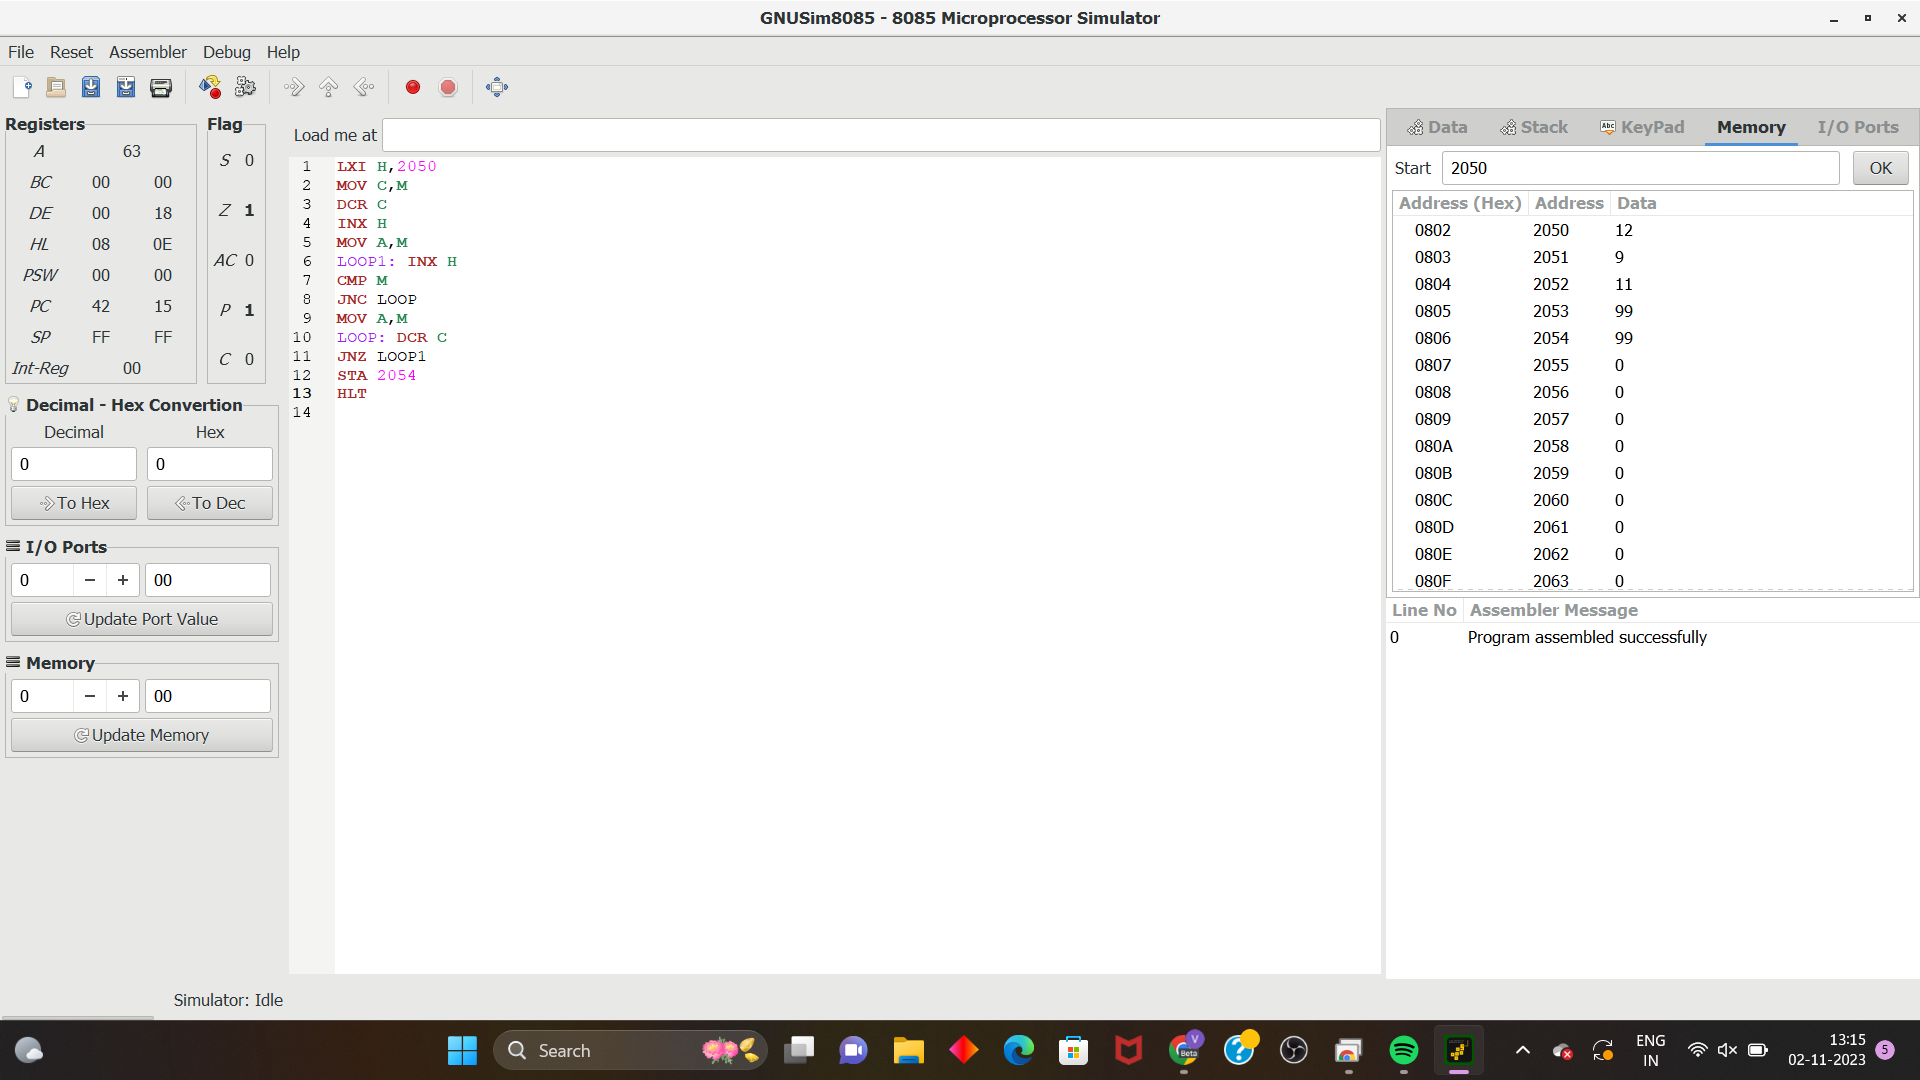 GNUSim8085 - 8085 Microprocessor Simulator
File Reset Assembler Debug Help
Registers
A 63
BC 00 00
DE 00 18
HL 08 0E
PSW 00 00
PC 42 15
SP FF FF
Int-Reg 00
Flag
S 0
Z 1
AC 0
P 1
C 0
Decimal - Hex Convertion
Decimal Hex
0 0
To Hex To Dec
I/O Ports
0 − + 00
Update Port Value
Memory
0 − + 00
Update Memory
Load me at
1 LXI H,2050
2 MOV C,M
3 DCR C
4 INX H
5 MOV A,M
6 LOOP1: INX H
7 CMP M
8 JNC LOOP
9 MOV A,M
10 LOOP: DCR C
11 JNZ LOOP1
12 STA 2054
13 HLT
14
Data Stack Abc KeyPad Memory I/O Ports
Start 2050 OK
Address (Hex) Address Data
0802 2050 12
0803 2051 9
0804 2052 11
0805 2053 99
0806 2054 99
0807 2055 0
0808 2056 0
0809 2057 0
080A 2058 0
080B 2059 0
080C 2060 0
080D 2061 0
080E 2062 0
080F 2063 0
Line No Assembler Message
0 Program assembled successfully
Simulator: Idle
Search
V
Beta
ENG
IN
13:15
02-11-2023
5